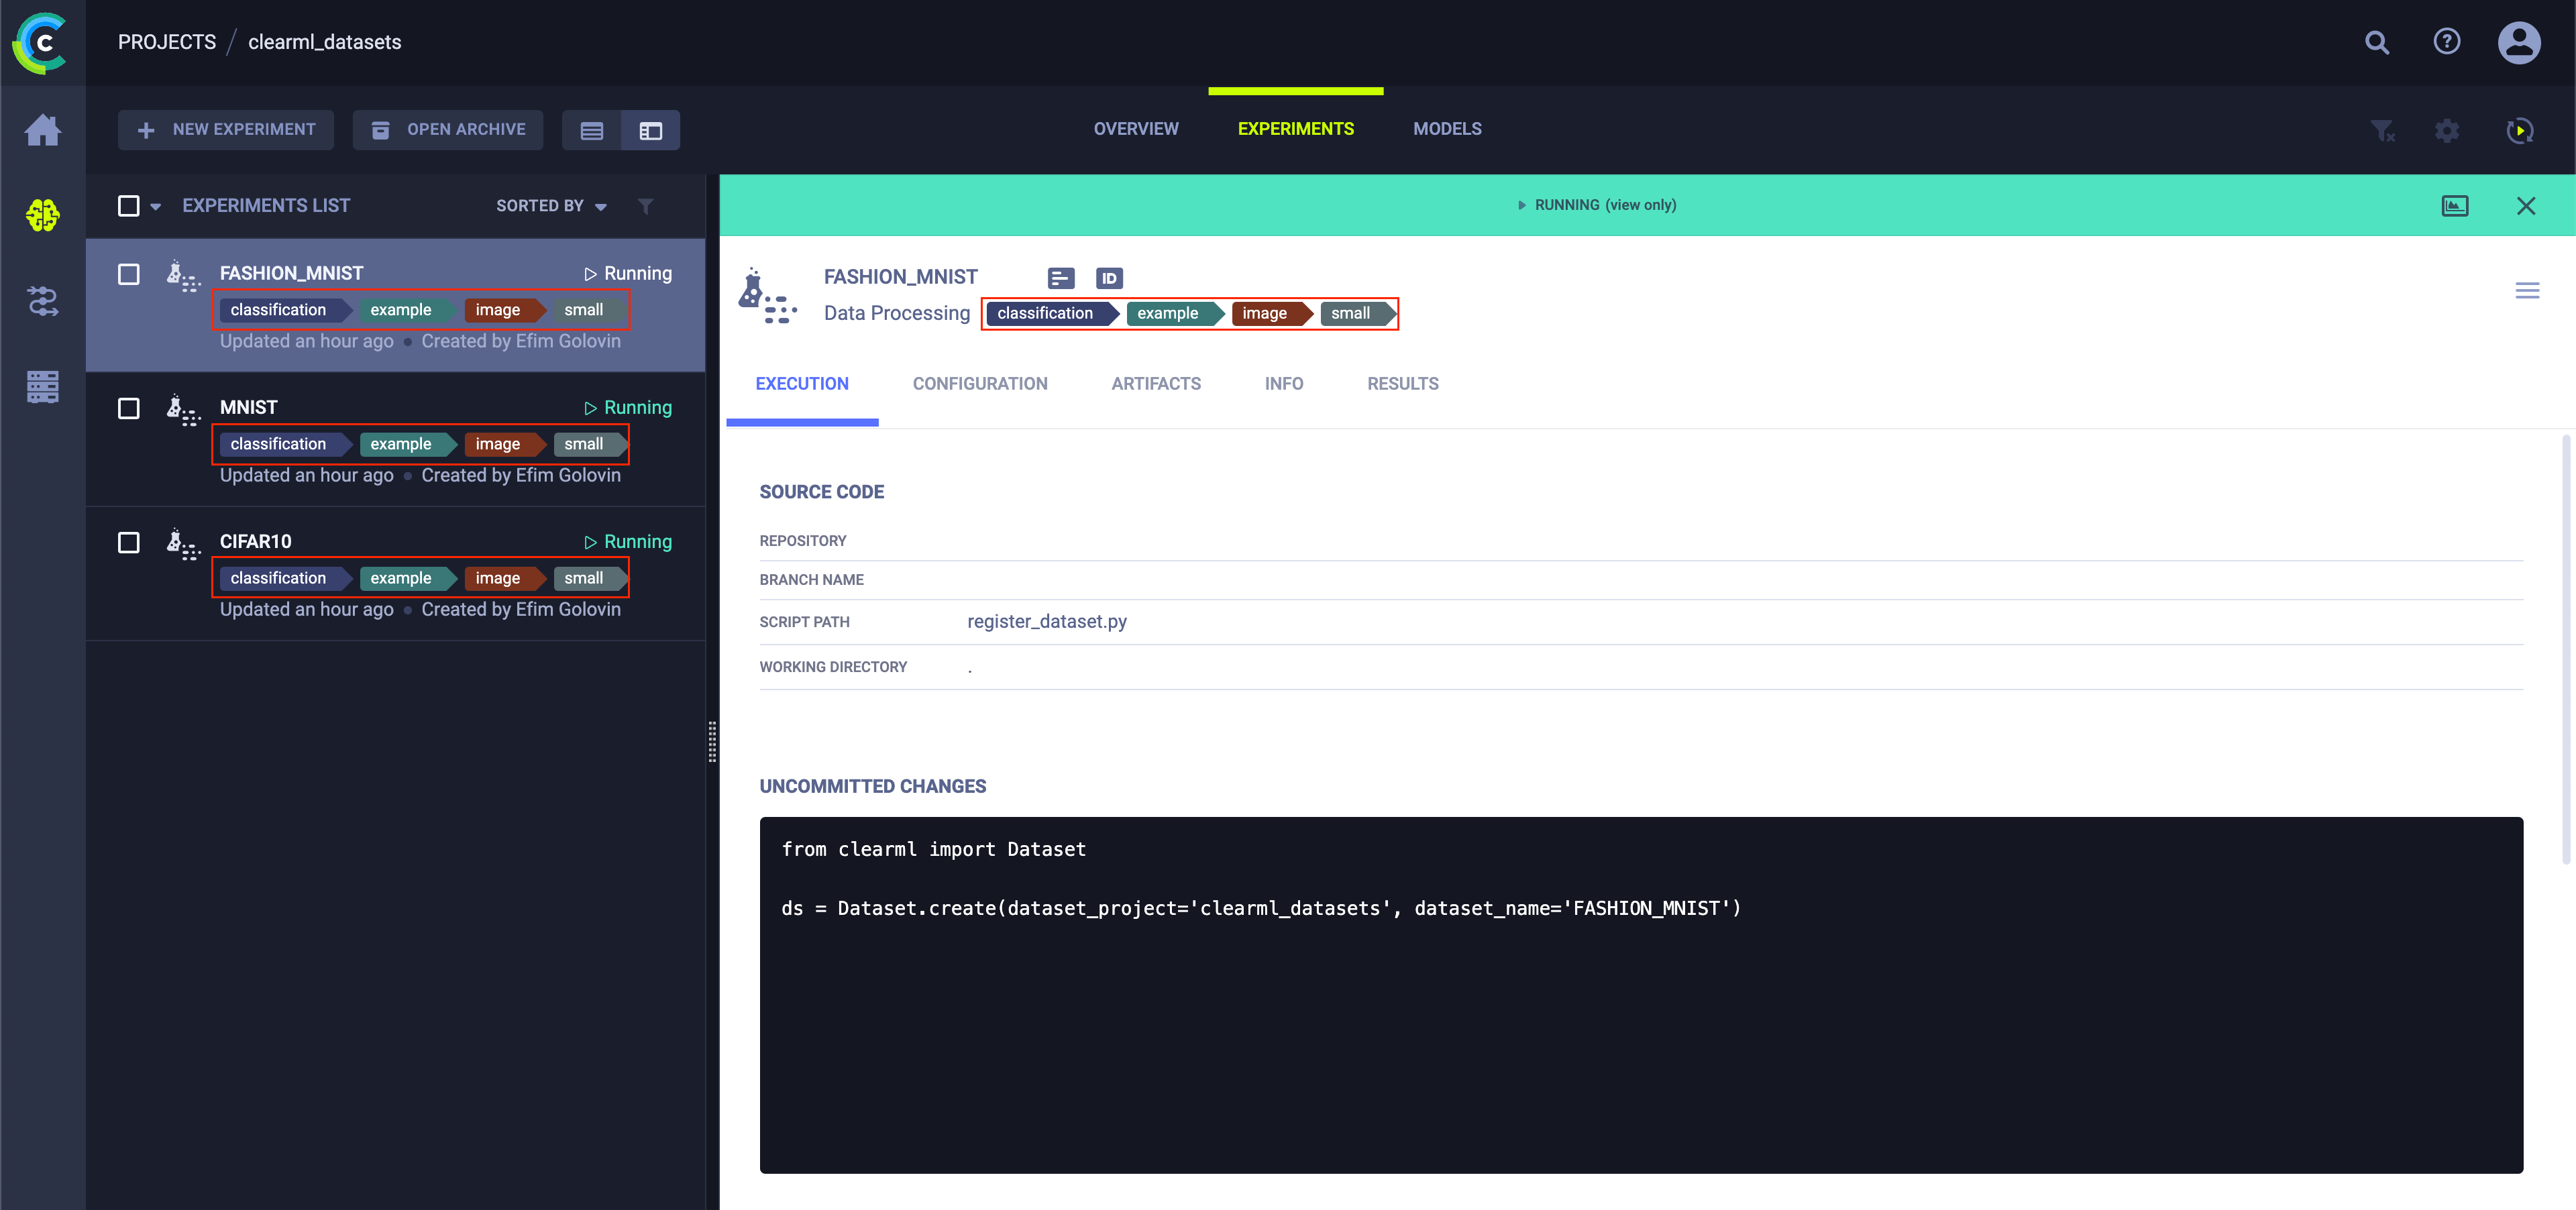 PROJECTS / clearml_datasets
NEW EXPERIMENT
OPEN ARCHIVE
OVERVIEW
EXPERIMENTS
MODELS
EXPERIMENTS LIST
SORTED BY
FASHION_MNIST
Running
classification example image small
Updated an hour ago • Created by Efim Golovin
MNIST
Running
classification example image small
Updated an hour ago • Created by Efim Golovin
CIFAR10
Running
classification example image small
Updated an hour ago • Created by Efim Golovin
RUNNING (view only)
FASHION_MNIST
ID
Data Processing classification example image small
EXECUTION
CONFIGURATION
ARTIFACTS
INFO
RESULTS
SOURCE CODE
REPOSITORY
BRANCH NAME
SCRIPT PATH register_dataset.py
WORKING DIRECTORY .
UNCOMMITTED CHANGES
from clearml import Dataset
ds = Dataset.create(dataset_project='clearml_datasets', dataset_name='FASHION_MNIST')